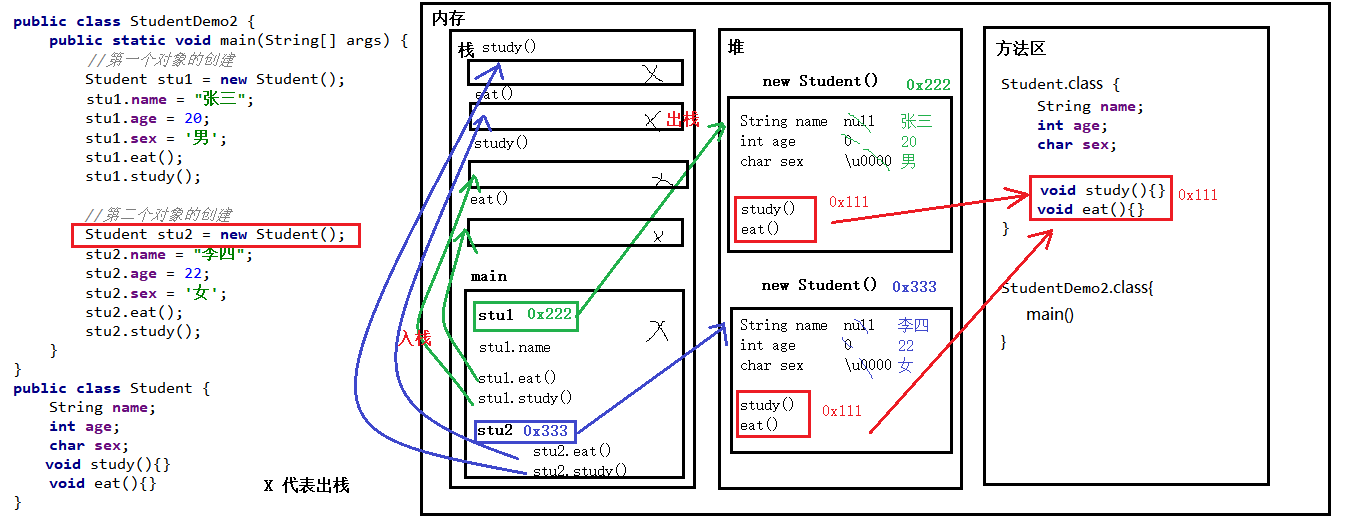 public class StudentDemo2 {
public static void main(String[] args) {
//第一个对象的创建
Student stu1 = new Student();
stu1.name = "张三";
stu1.age = 20;
stu1.sex = '男';
stu1.eat();
stu1.study();
//第二个对象的创建
Student stu2 = new Student();
stu2.name = "李四";
stu2.age = 22;
stu2.sex = '女';
stu2.eat();
stu2.study();
}
}
public class Student {
String name;
int age;
char sex;
void study(){}
void eat(){}
}
X 代表出栈
内存
栈
study()
X
eat()
X
出栈
study()
X
eat()
X
main
X
stu1 0x222
入栈
stu1.name
stu1.eat()
stu1.study()
stu2 0x333
stu2.eat()
stu2.study()
堆
new Student() 0x222
String name null 张三
int age 0 20
char sex \u0000 男
study()
eat()
0x111
new Student() 0x333
String name null 李四
int age 0 22
char sex \u0000 女
study()
eat()
0x111
方法区
Student.class {
String name;
int age;
char sex;
void study(){}
void eat(){}
0x111
}
StudentDemo2.class{
main()
}